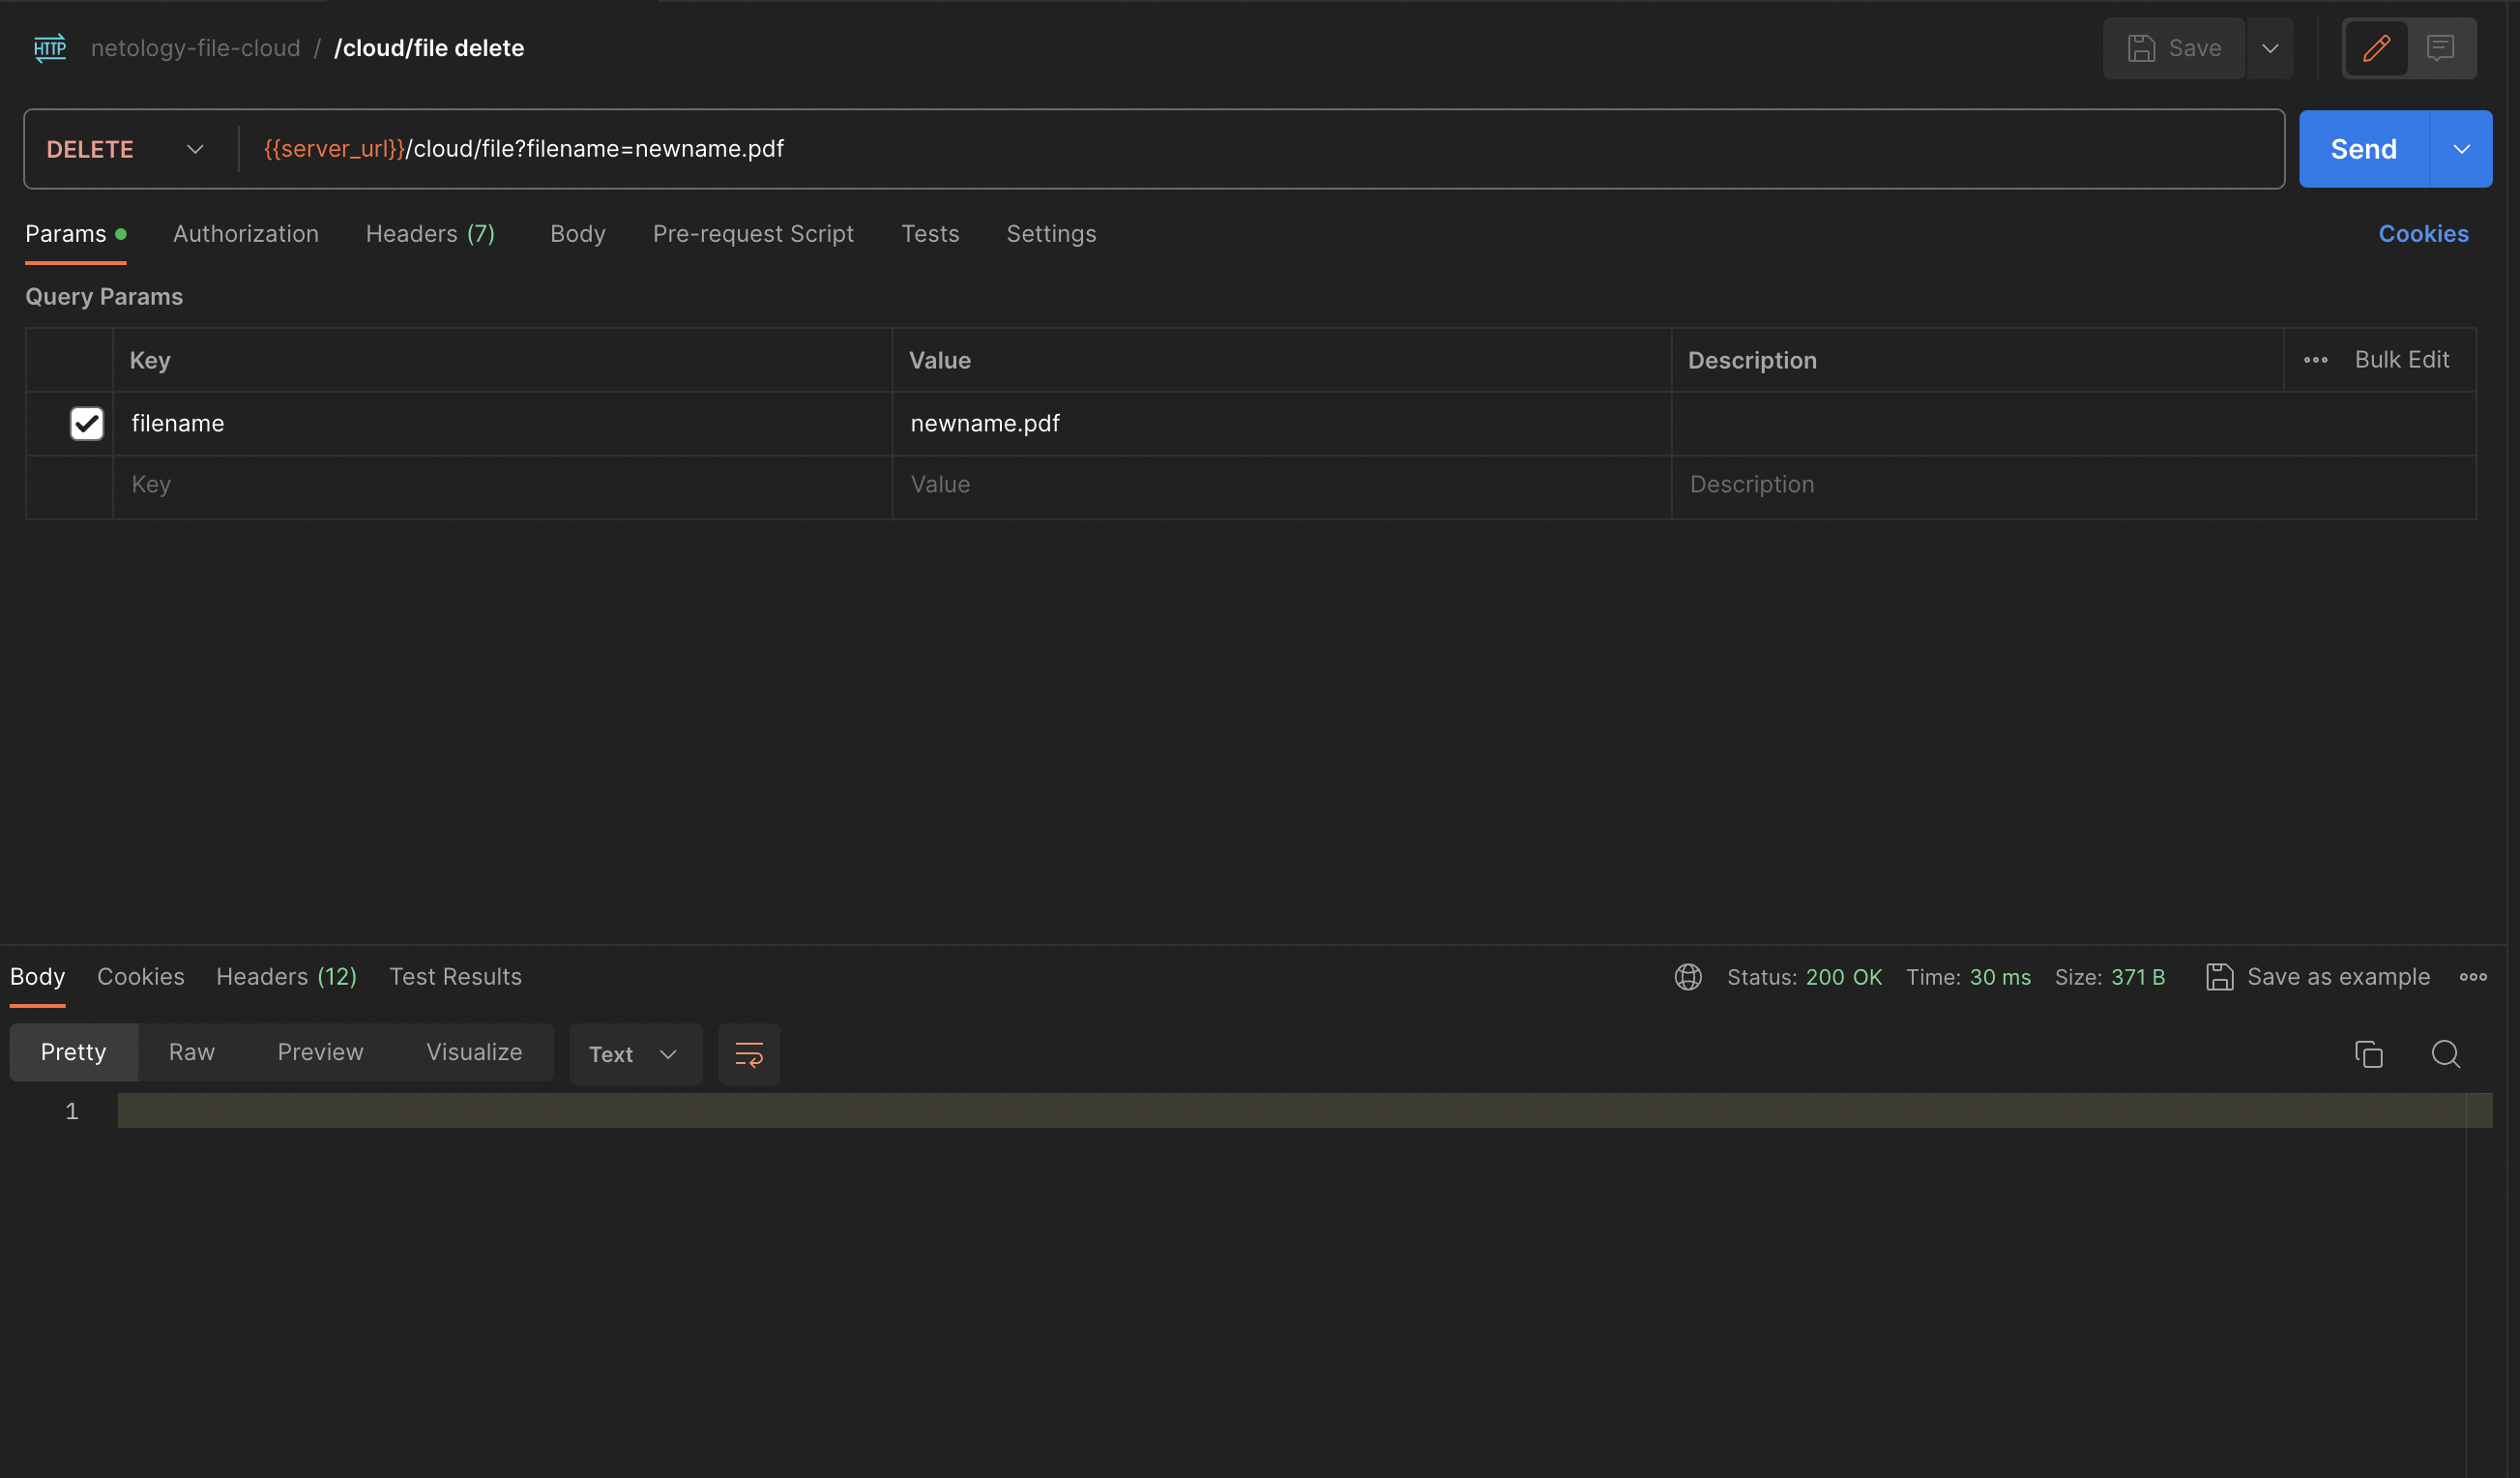 HTTP netology-file-cloud / /cloud/file delete Save
DELETE {{server_url}}/cloud/file?filename=newname.pdf Send
Params Authorization Headers (7) Body Pre-request Script Tests Settings Cookies
Query Params
Key Value Description Bulk Edit
filename newname.pdf
Key Value Description
Body Cookies Headers (12) Test Results Status: 200 OK Time: 30 ms Size: 371 B Save as example
Pretty Raw Preview Visualize Text
1